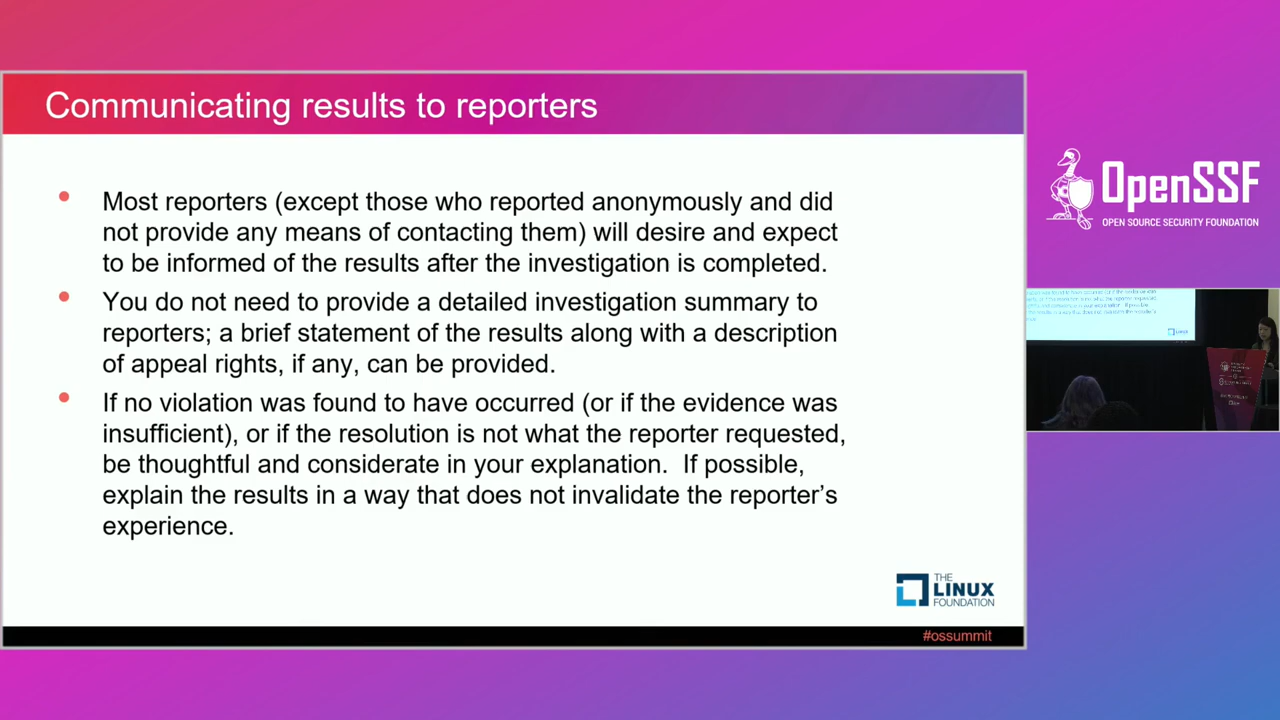 Communicating results to reporters
• Most reporters (except those who reported anonymously and did
not provide any means of contacting them) will desire and expect
to be informed of the results after the investigation is completed.
• You do not need to provide a detailed investigation summary to
reporters; a brief statement of the results along with a description
of appeal rights, if any, can be provided.
• If no violation was found to have occurred (or if the evidence was
insufficient), or if the resolution is not what the reporter requested,
be thoughtful and considerate in your explanation.  If possible,
explain the results in a way that does not invalidate the reporter's
experience.
THE
LINUX
FOUNDATION
#ossummit
OpenSSF
OPEN SOURCE SECURITY FOUNDATION
LINUX